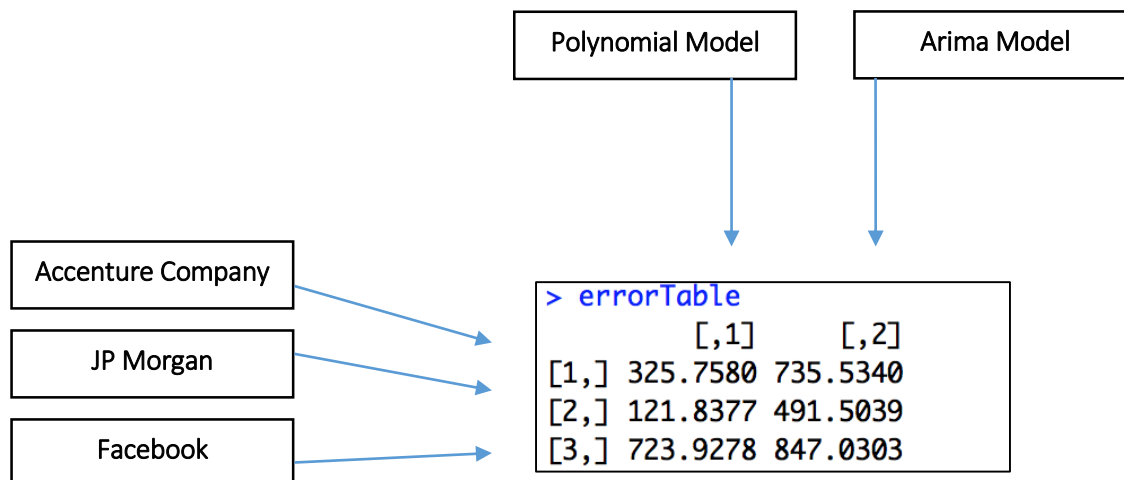 Polynomial Model
Arima Model
Accenture Company
JP Morgan
Facebook
> errorTable
[,1] [,2]
[1,] 325.7580 735.5340
[2,] 121.8377 491.5039
[3,] 723.9278 847.0303